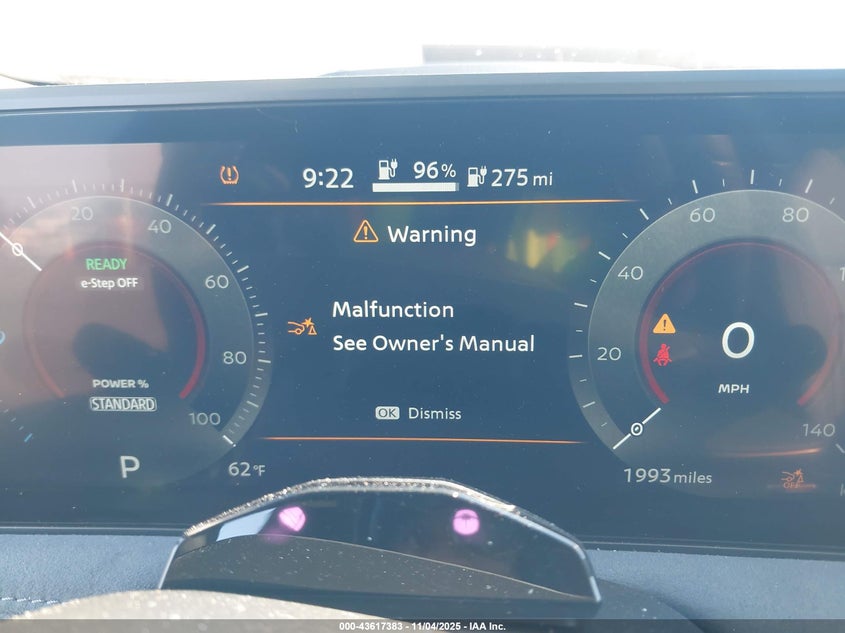 9:22 96% 275 mi
20 40 60 80 100
0
READY
e-Step OFF
POWER %
STANDARD
P
62°F
Warning
Malfunction
See Owner's Manual
OK Dismiss
0 20 40 60 80
140
0
MPH
1993 miles
OFF
000-43617383 - 11/04/2025 - IAA Inc.